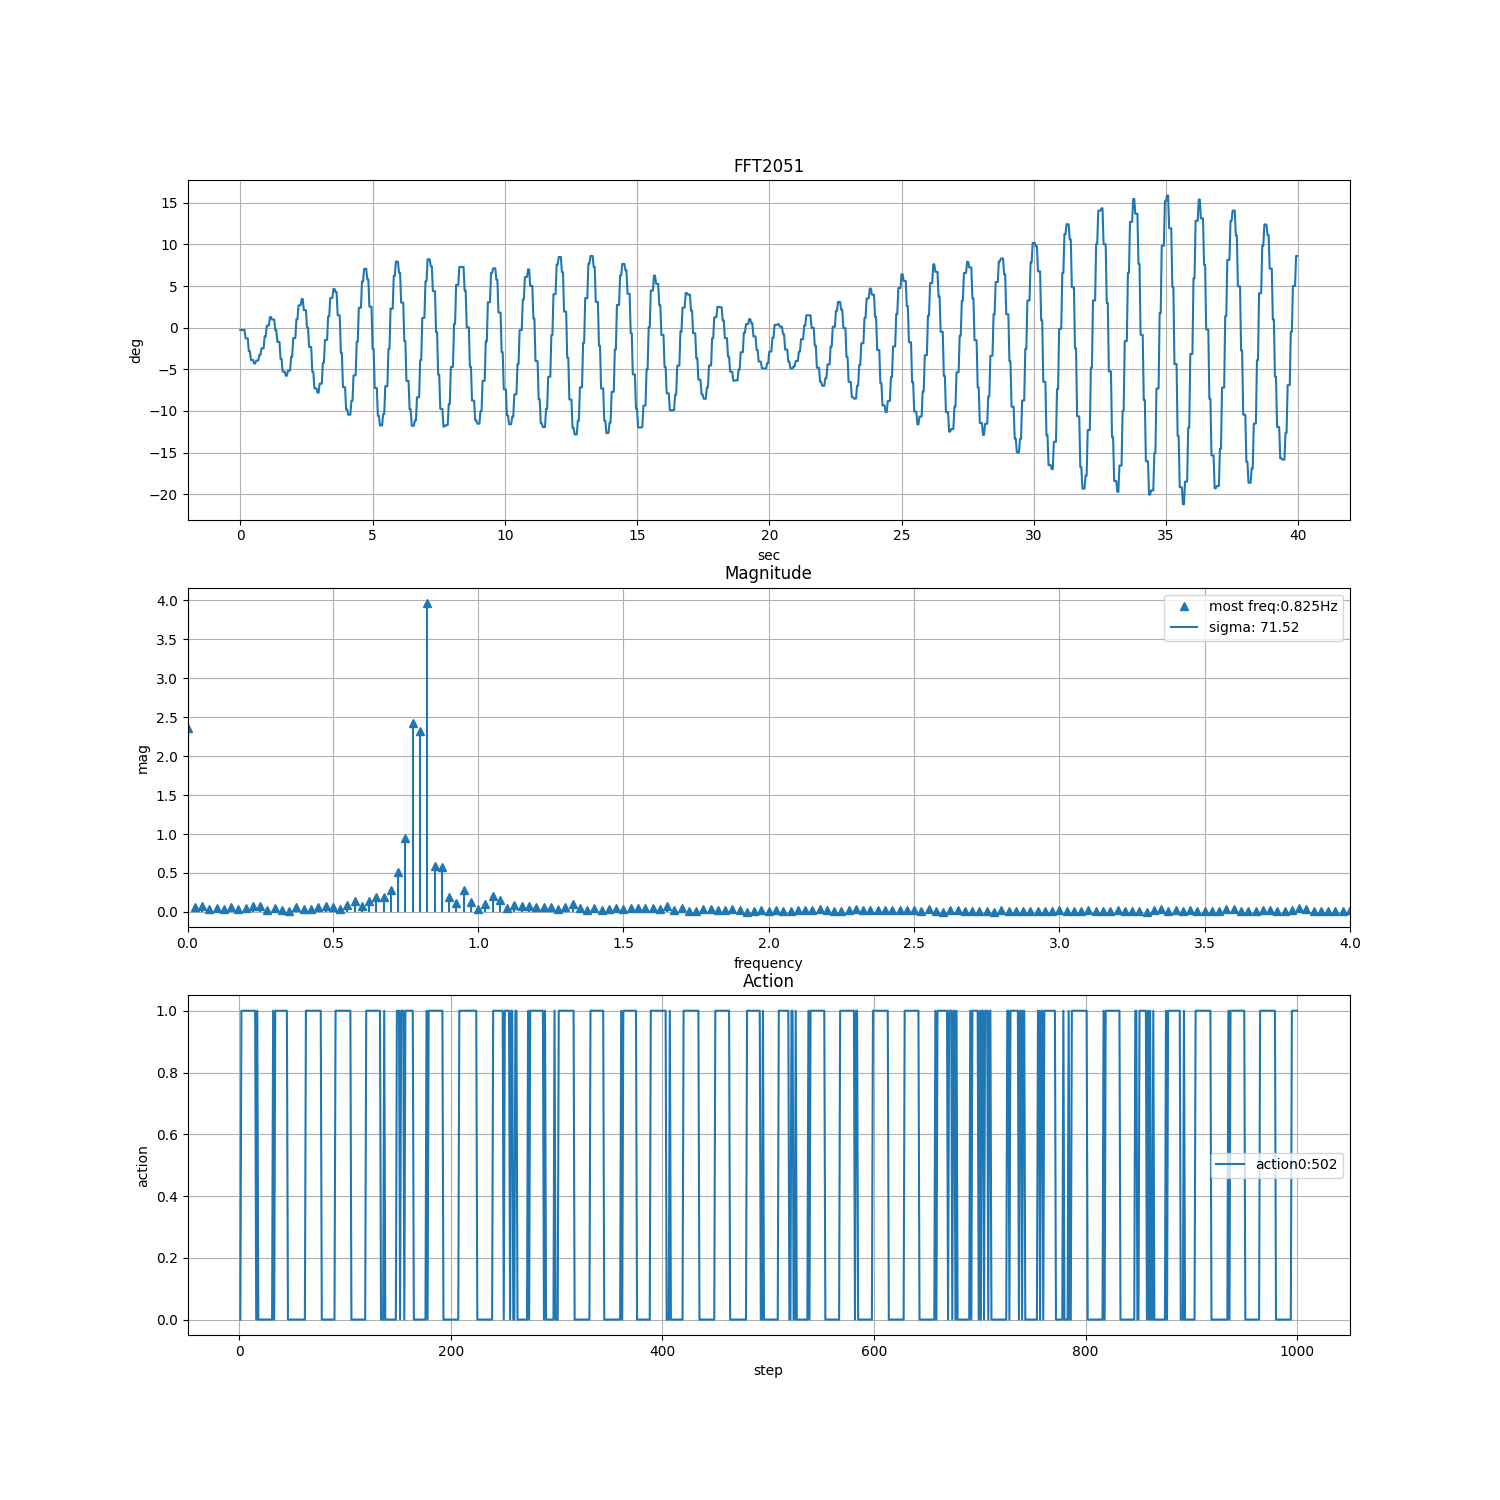 FFT2051
15
10
5
0
−5
−10
−15
−20
deg
0 5 10 15 20 25 30 35 40
sec
Magnitude
4.0
3.5
3.0
2.5
2.0
1.5
1.0
0.5
0.0
mag
most freq:0.825Hz
sigma: 71.52
0.0 0.5 1.0 1.5 2.0 2.5 3.0 3.5 4.0
frequency
Action
1.0
0.8
0.6
0.4
0.2
0.0
action
action0:502
0 200 400 600 800 1000
step